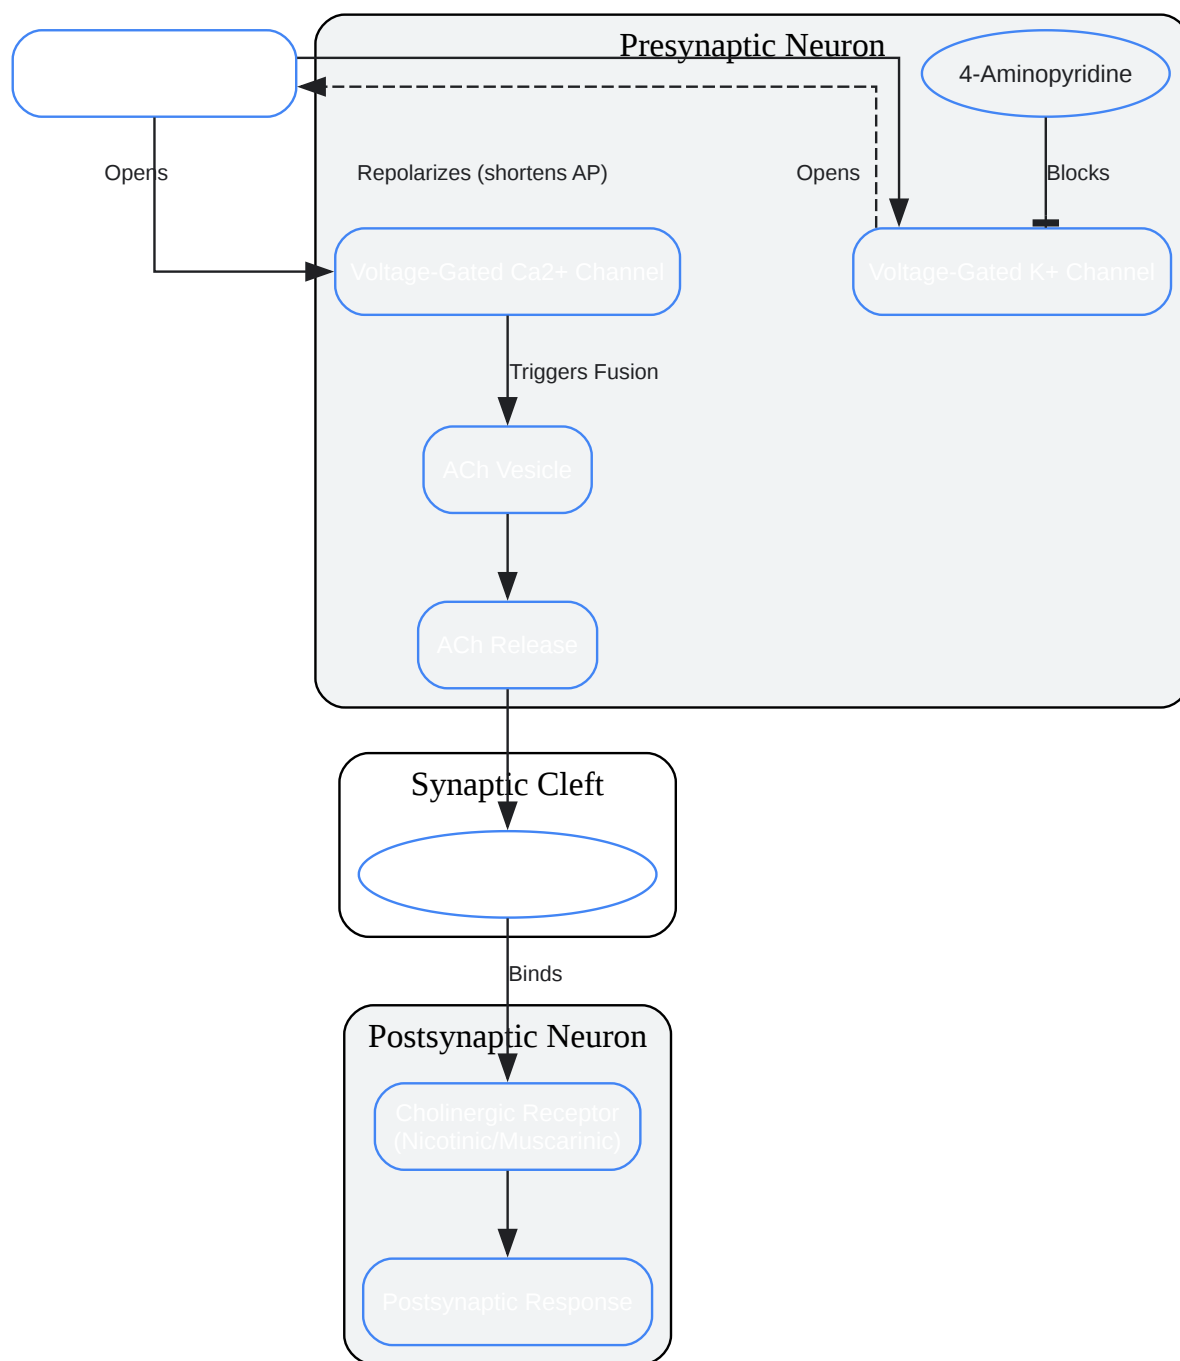 Presynaptic Neuron
4-Aminopyridine
Opens
Repolarizes (shortens AP)
Opens
Blocks
Voltage-Gated Ca2+ Channel
Voltage-Gated K+ Channel
Triggers Fusion
ACh Vesicle
ACh Release
Synaptic Cleft
Binds
Postsynaptic Neuron
Cholinergic Receptor
(Nicotinic/Muscarinic)
Postsynaptic Response